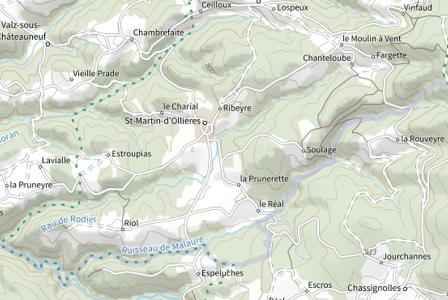 Ceilloux
Lospeux
Vinfaud
Valz-sous-
Châteauneuf
Chambrefaite
le Moulin à Vent
Chanteloube
Fargette
Vieille Prade
800
le Charial
Ribeyre
St-Martin-d'Ollières
la Rouveyre
Lavialle
Estroupias
Soulage
la Pruneyre
la Prunerette
le Réal
Rau de Rodier
Riol
Ruisseau de Malaure
913
Jourchannes
Espeluches
Escros
Chassignolles